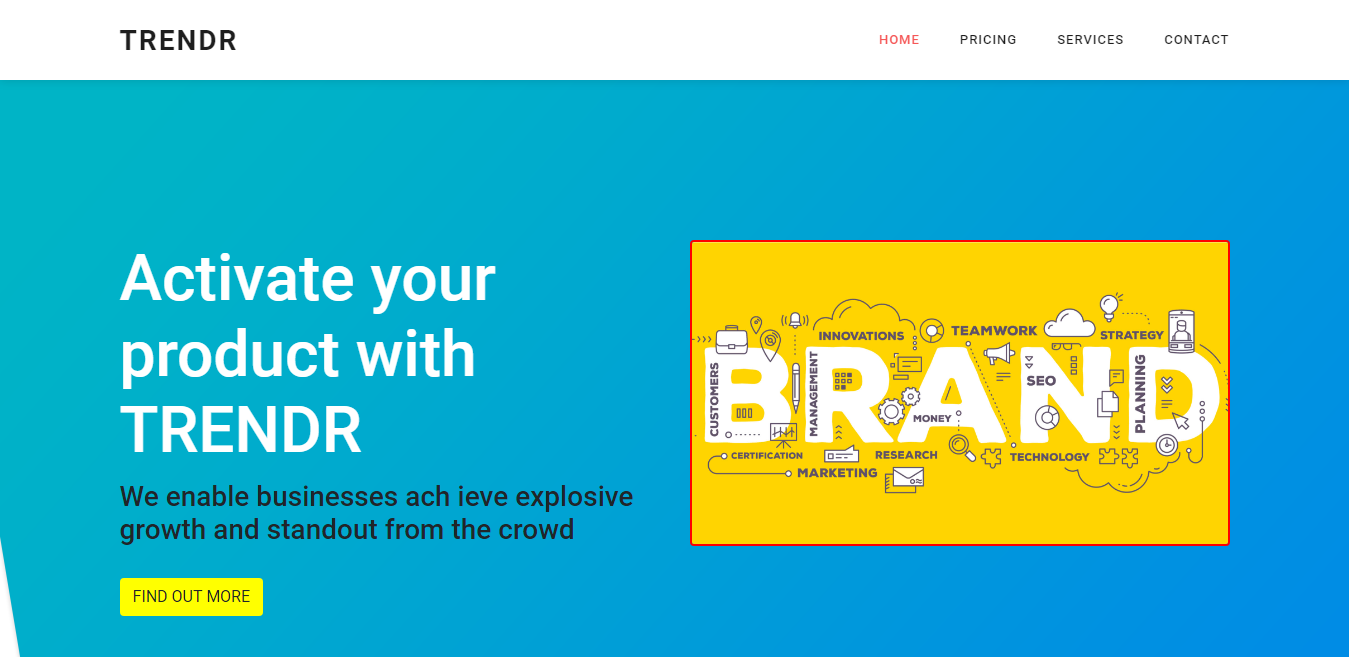 TRENDR
HOME PRICING SERVICES CONTACT
Activate your
product with
TRENDR
We enable businesses ach ieve explosive
growth and standout from the crowd
FIND OUT MORE
INNOVATIONS
TEAMWORK
STRATEGY
BRAND
CUSTOMERS
MANAGEMENT
SEO
PLANNING
MONEY
CERTIFICATION
RESEARCH
TECHNOLOGY
MARKETING